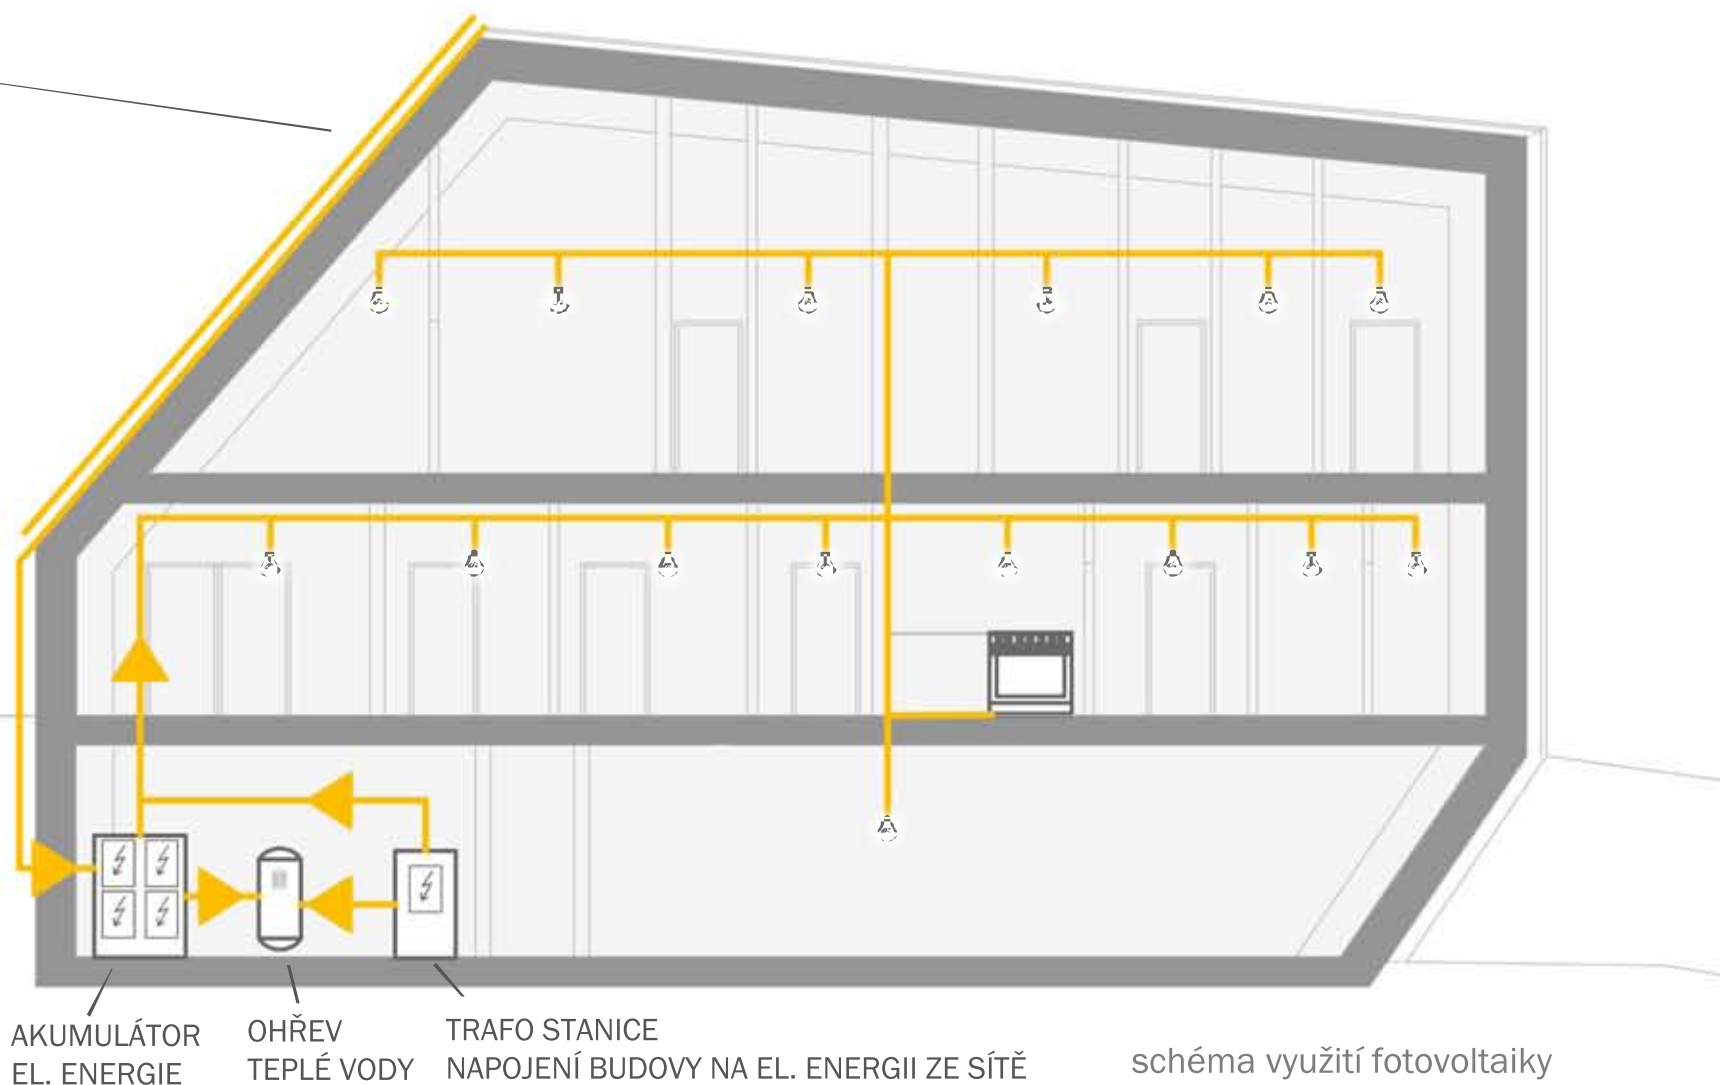 AKUMULÁTOR
EL. ENERGIE
OHŘEV
TEPLÉ VODY
TRAFO STANICE
NAPOJENÍ BUDOVY NA EL. ENERGII ZE SÍTĚ
schéma využití fotovoltaiky